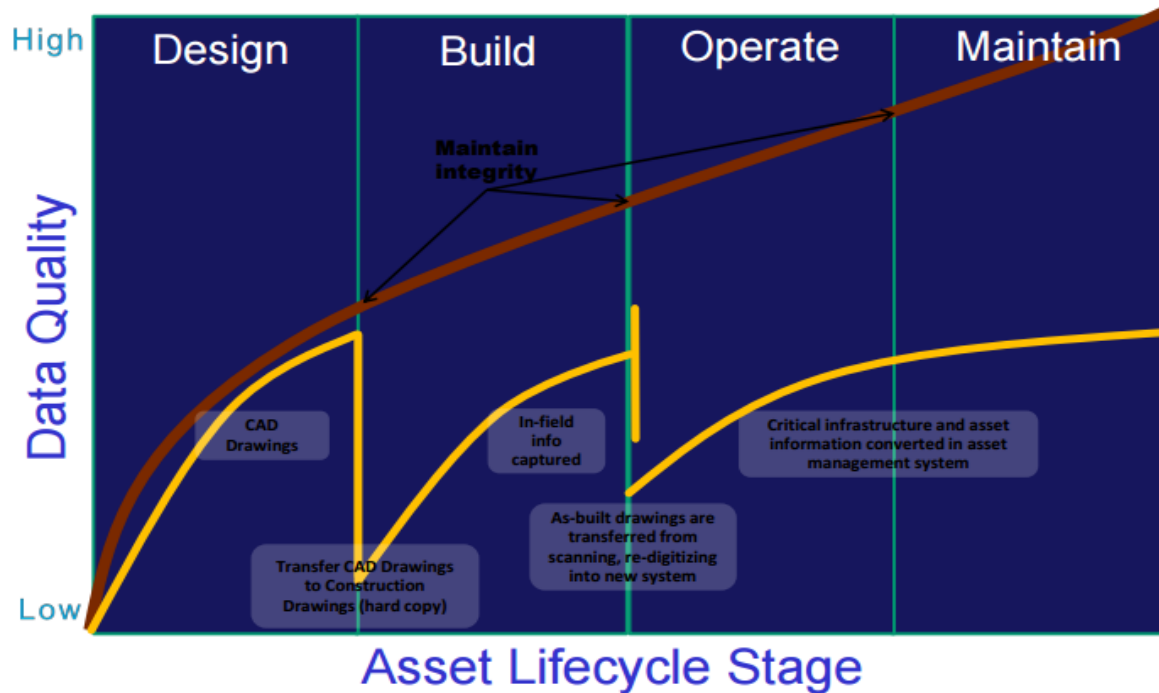 High
Design
Build
Operate
Maintain
Maintain
integrity
Data Quality
CAD
Drawings
In-field
info
captured
Critical infrastructure and asset
information converted in asset
management system
As-built drawings are
transferred from
scanning, re-digitizing
into new system
Transfer CAD Drawings
to Construction
Drawings (hard copy)
Low
Asset Lifecycle Stage